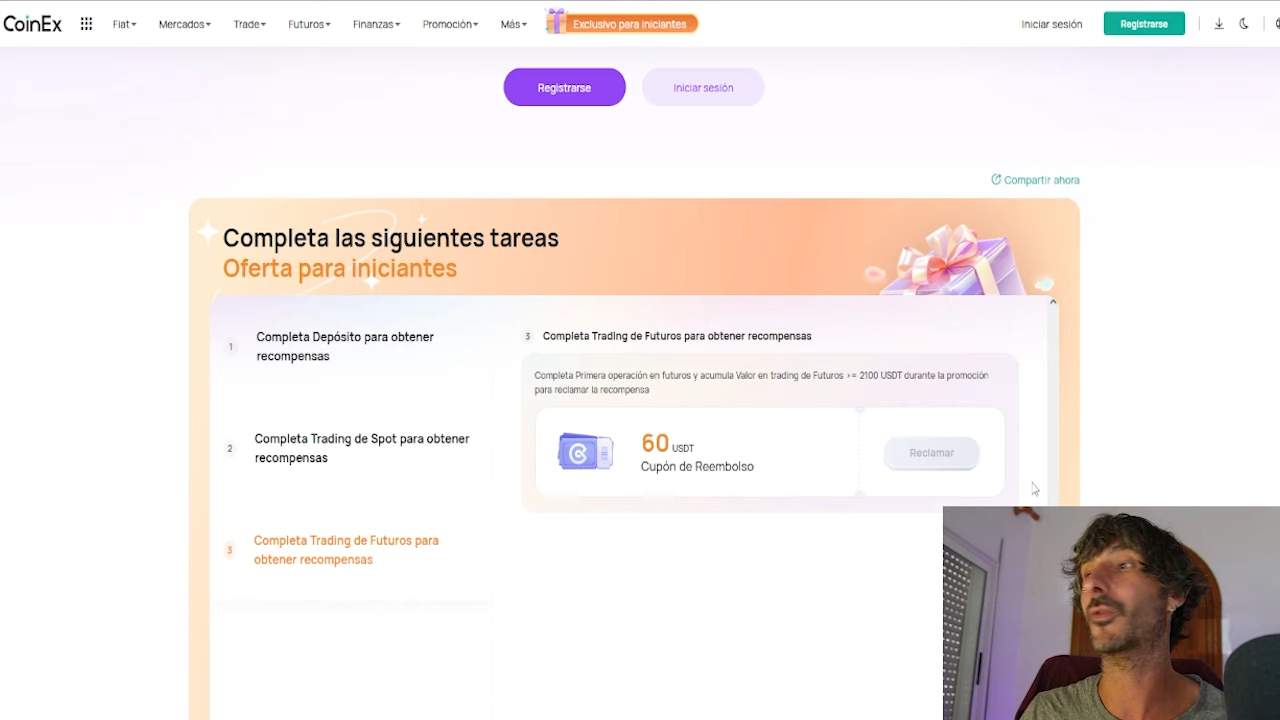 CoinEx Fiat Mercados Trade Futuros Finanzas Promoción Más Exclusivo para iniciantes Iniciar sesión Registrarse
Registrarse Iniciar sesión
Compartir ahora
Completa las siguientes tareas
Oferta para iniciantes
1 Completa Depósito para obtener
recompensas
2 Completa Trading de Spot para obtener
recompensas
3 Completa Trading de Futuros para
obtener recompensas
3 Completa Trading de Futuros para obtener recompensas
Completa Primera operación en futuros y acumula Valor en trading de Futuros >= 2100 USDT durante la promoción
para reclamar la recompensa
60 USDT
Cupón de Reembolso
Reclamar